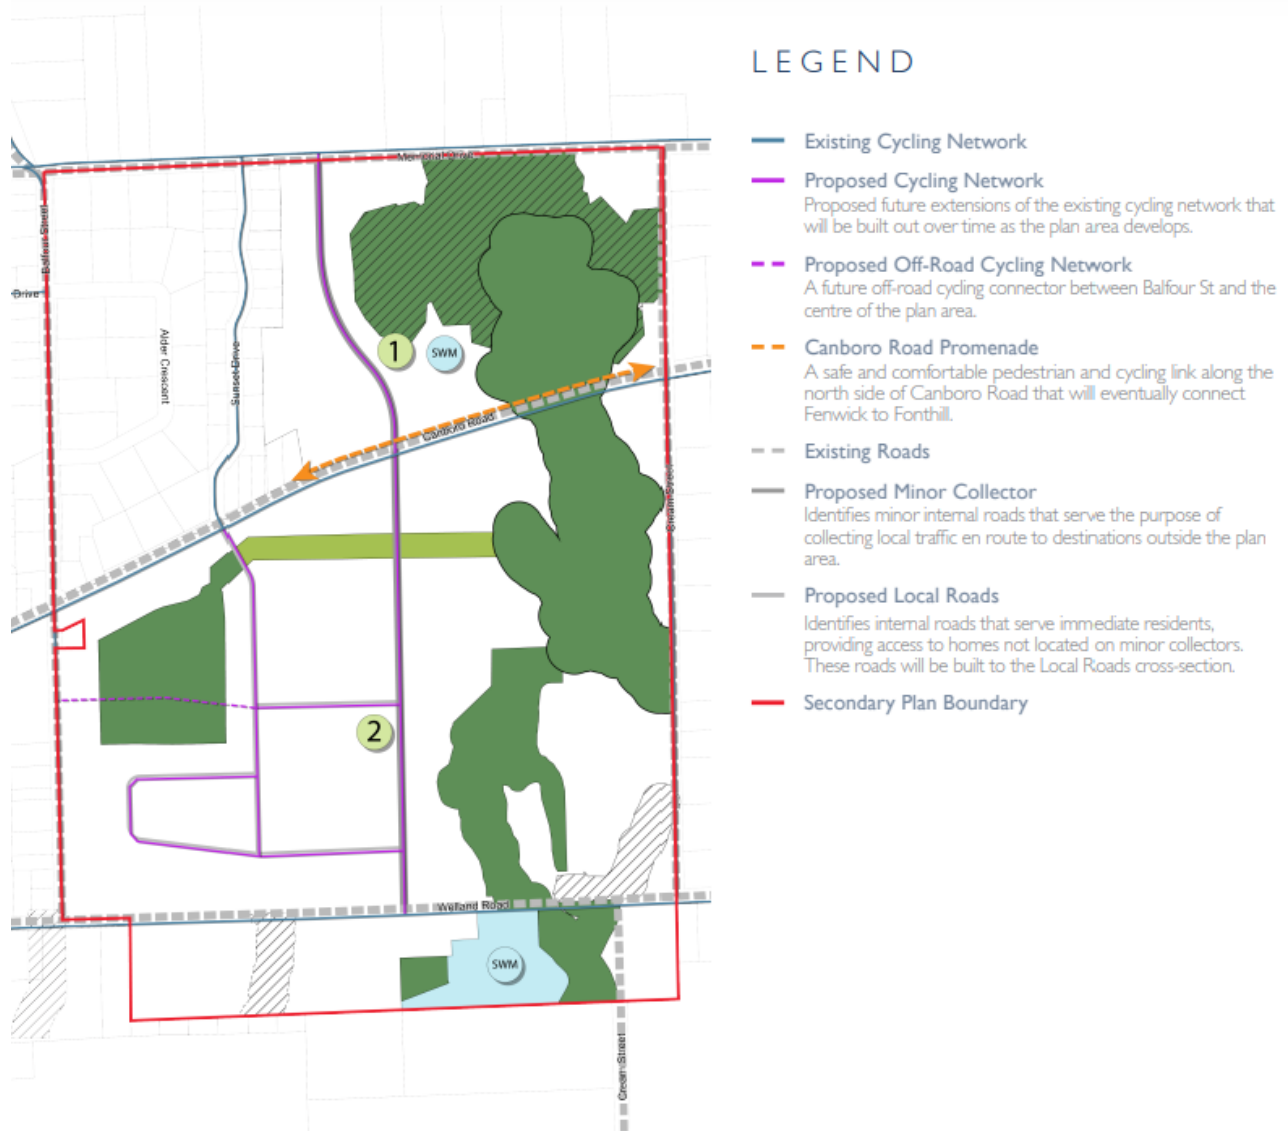 LEGEND
Existing Cycling Network
Proposed Cycling Network
Proposed future extensions of the existing cycling network that
will be built out over time as the plan area develops.
Proposed Off-Road Cycling Network
A future off-road cycling connector between Balfour St and the
centre of the plan area.
Canboro Road Promenade
A safe and comfortable pedestrian and cycling link along the
north side of Canboro Road that will eventually connect
Fenwick to Fonthill.
Existing Roads
Proposed Minor Collector
Identifies minor internal roads that serve the purpose of
collecting local traffic en route to destinations outside the plan
area.
Proposed Local Roads
Identifies internal roads that serve immediate residents,
providing access to homes not located on minor collectors.
These roads will be built to the Local Roads cross-section.
Secondary Plan Boundary
Memorial Drive
Balfour Street
Drive
Alder Crescent
Sunset Drive
1
SWM
Canboro Road
Cream Street
2
Welland Road
SWM
Cream Street